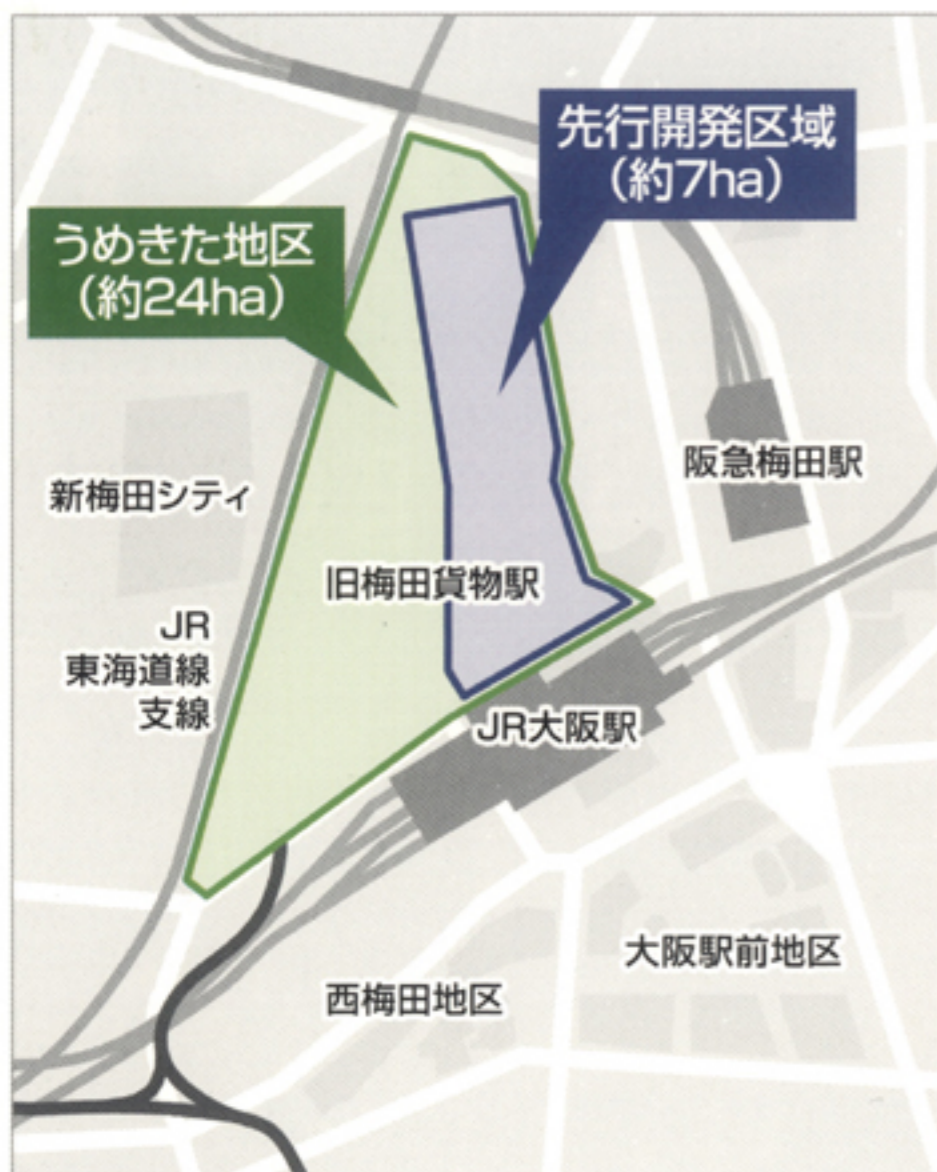 先行開発区域
(約7ha)
うめきた地区
(約24ha)
阪急梅田駅
新梅田シティ
旧梅田貨物駅
JR
東海道線
支線
JR大阪駅
大阪駅前地区
西梅田地区